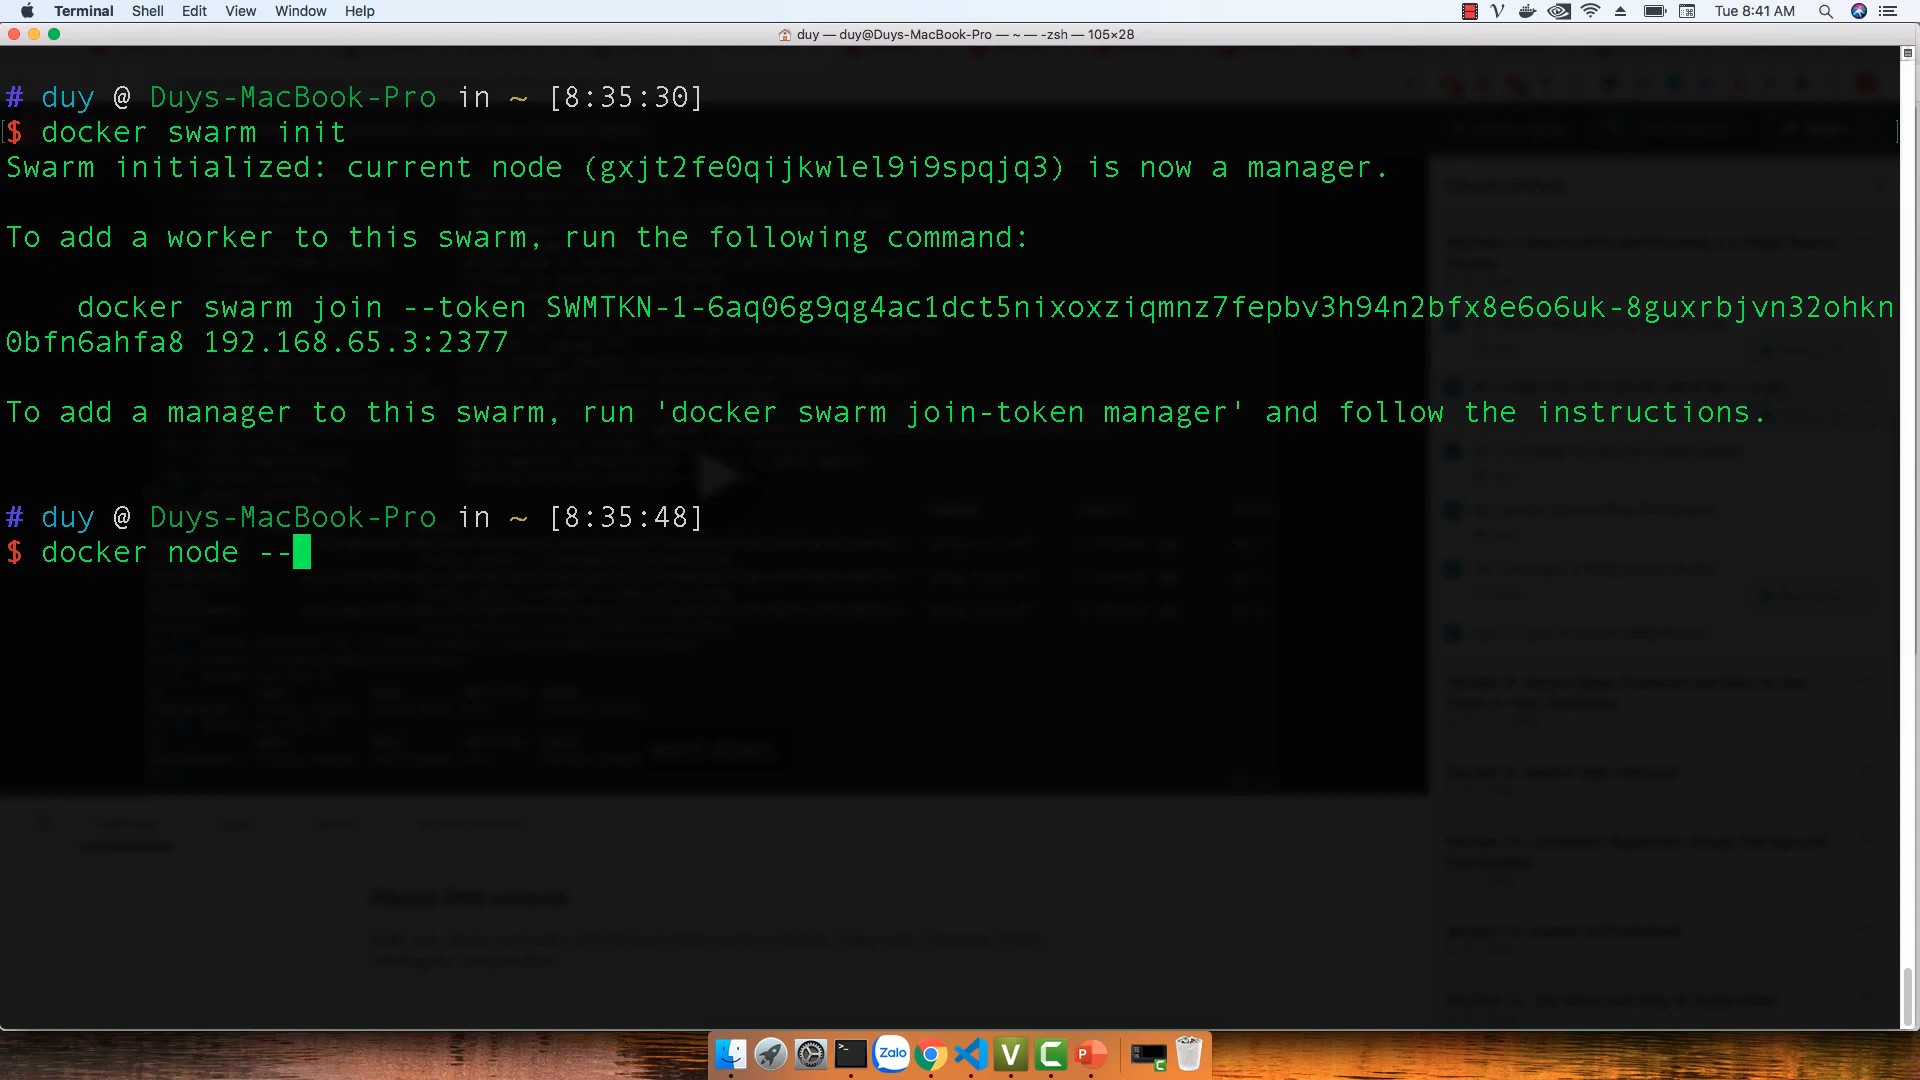 Terminal Shell Edit View Window Help Tue 8:41 AM
duy — duy@Duys-MacBook-Pro — ~ — -zsh — 105×28
# duy @ Duys-MacBook-Pro in ~ [8:35:30]
$ docker swarm init
Swarm initialized: current node (gxjt2fe0qijkwlel9i9spqjq3) is now a manager.
To add a worker to this swarm, run the following command:
docker swarm join --token SWMTKN-1-6aq06g9qg4ac1dct5nixoxziqmnz7fepbv3h94n2bfx8e6o6uk-8guxrbjvn32ohkn
0bfn6ahfa8 192.168.65.3:2377
To add a manager to this swarm, run 'docker swarm join-token manager' and follow the instructions.
# duy @ Duys-MacBook-Pro in ~ [8:35:48]
$ docker node --
Zalo